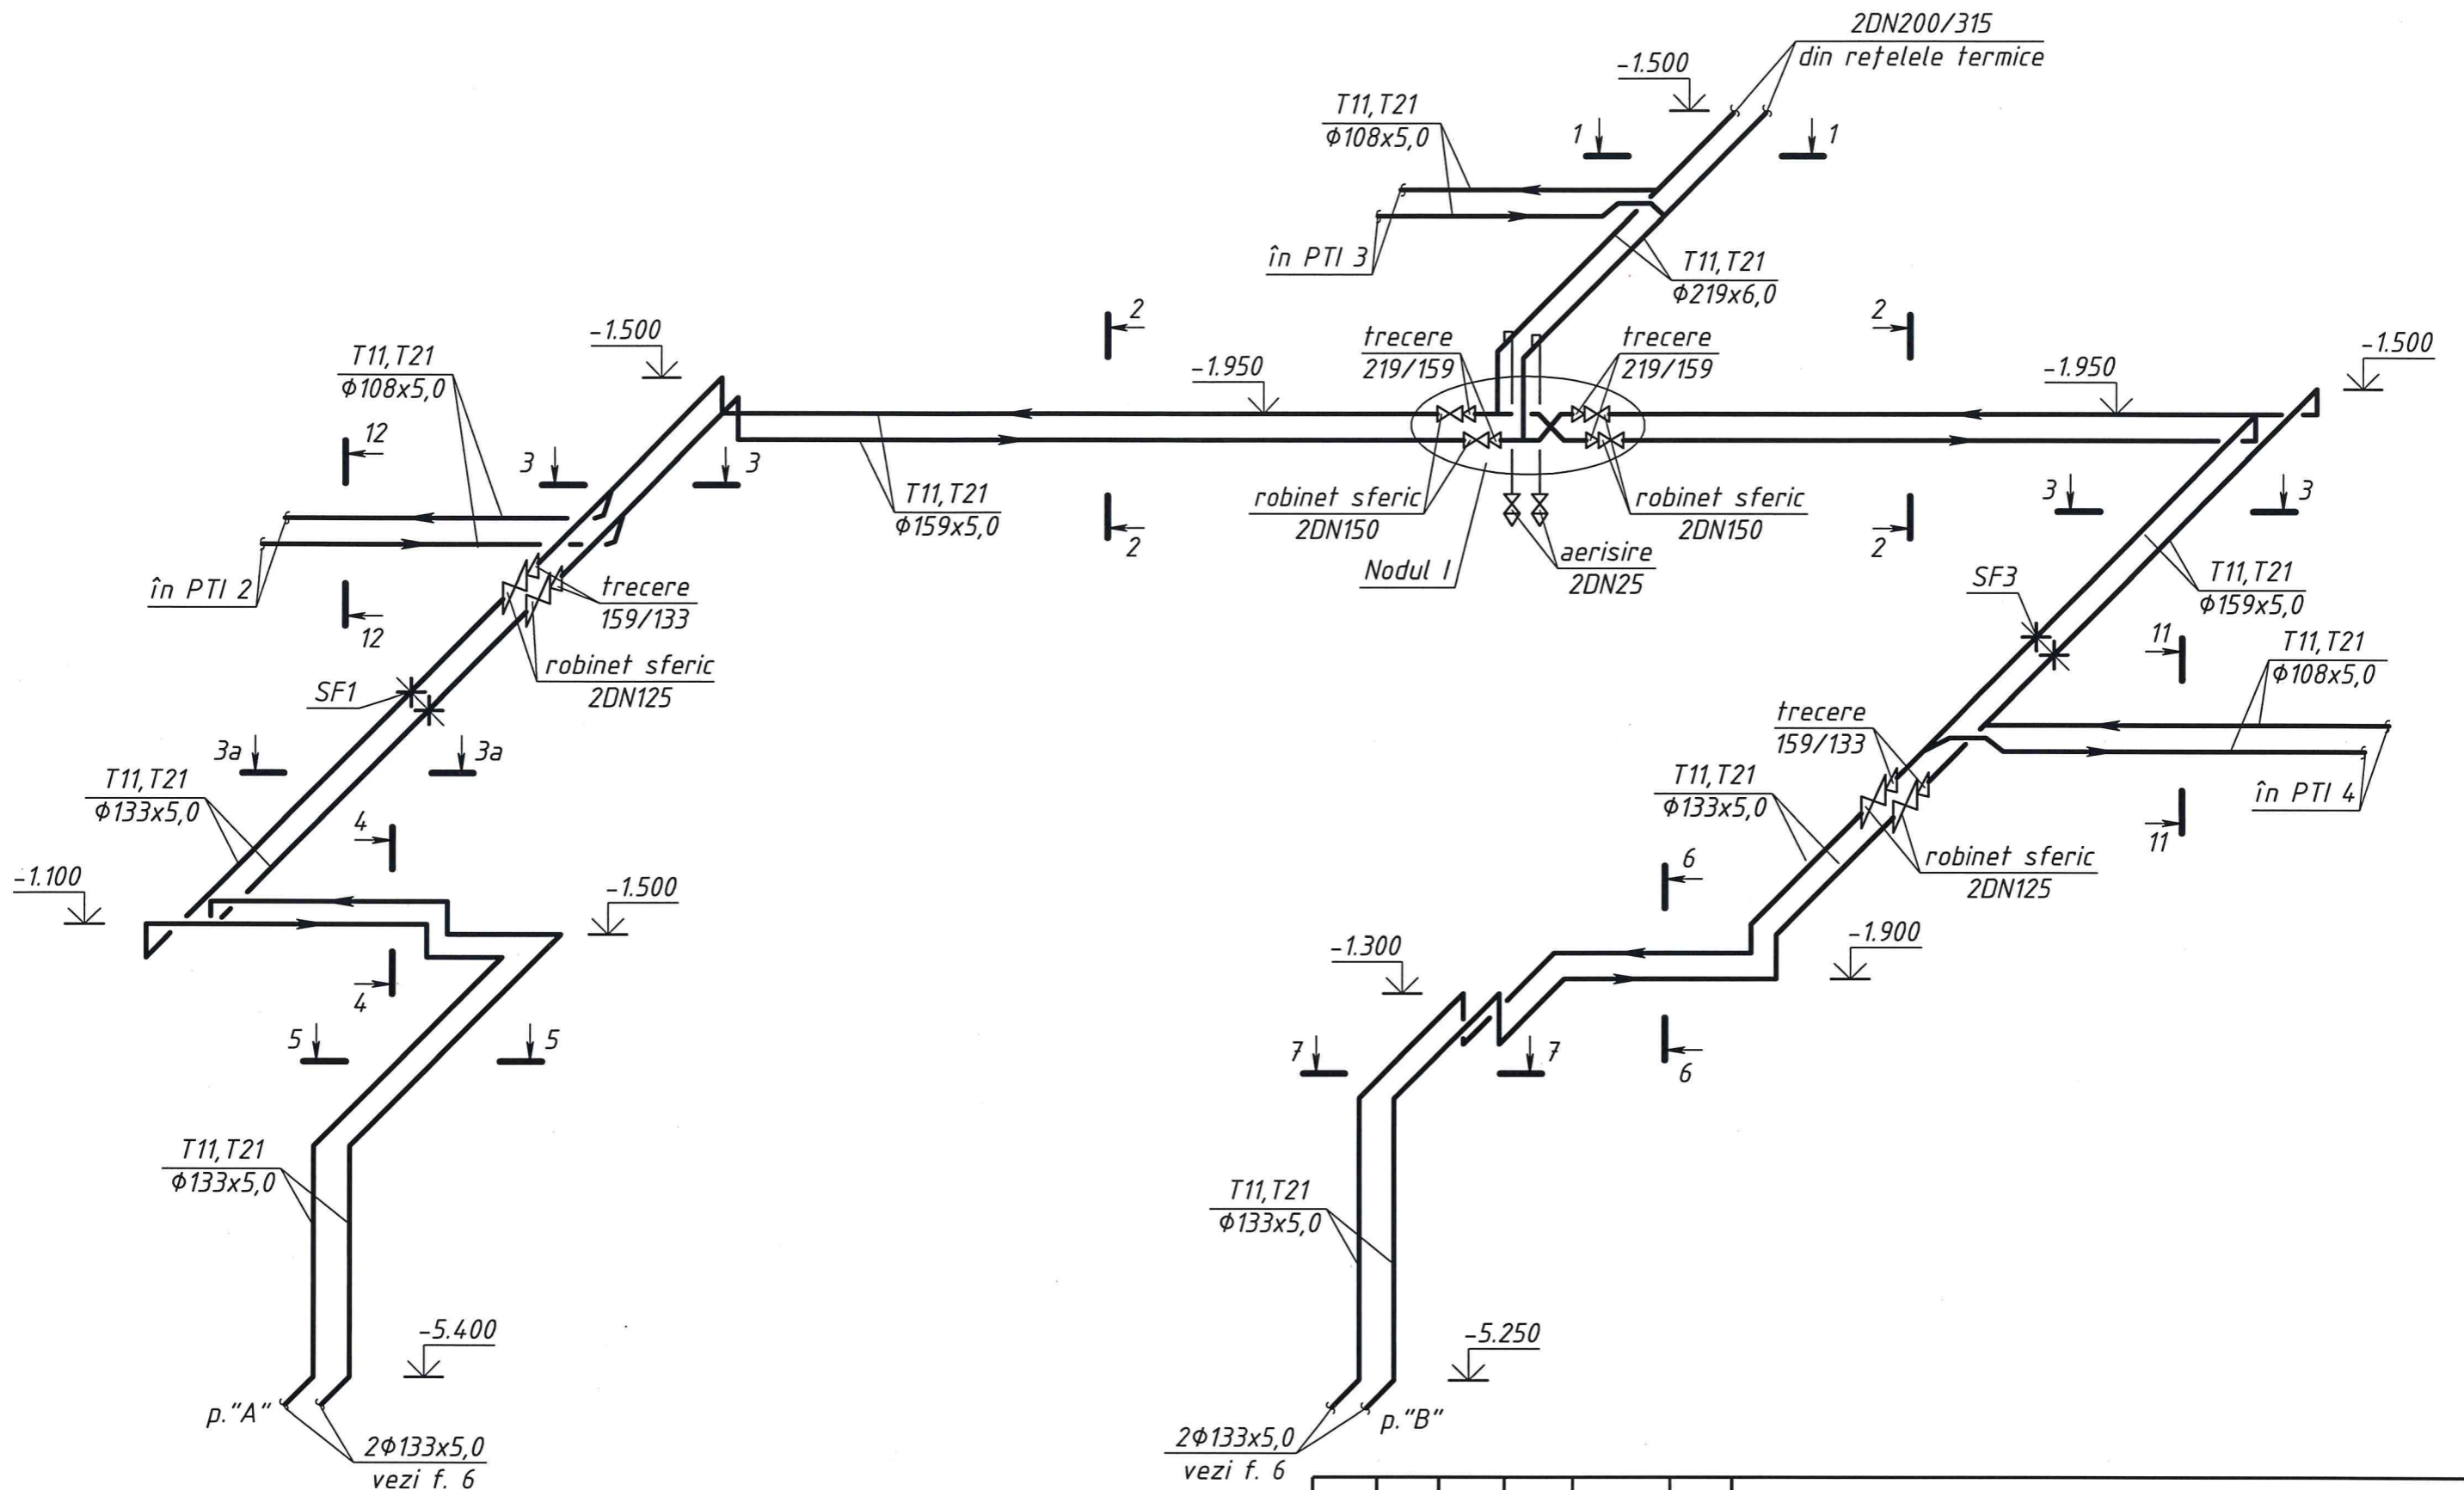 2DN200/315
din rețelele termice
-1.500
T11,T21
Φ108x5,0
1
1
în PTI 3
T11,T21
Φ219x6,0
2
2
-1.500
trecere
219/159
trecere
219/159
-1.500
T11,T21
Φ108x5,0
-1.950
-1.950
12
3
3
3
3
T11,T21
Φ159x5,0
robinet sferic
2DN150
robinet sferic
2DN150
2
2
aerisire
2DN25
Nodul I
în PTI 2
trecere
159/133
12
SF3
T11,T21
Φ159x5,0
11
T11,T21
Φ108x5,0
robinet sferic
2DN125
SF1
trecere
159/133
3a
3a
T11,T21
Φ133x5,0
T11,T21
Φ133x5,0
în PTI 4
4
11
robinet sferic
2DN125
6
-1.100
-1.500
-1.300
-1.900
4
5
5
7
7
6
T11,T21
Φ133x5,0
T11,T21
Φ133x5,0
-5.400
-5.250
p."A"
p."B"
2Φ133x5,0
vezi f. 6
2Φ133x5,0
vezi f. 6